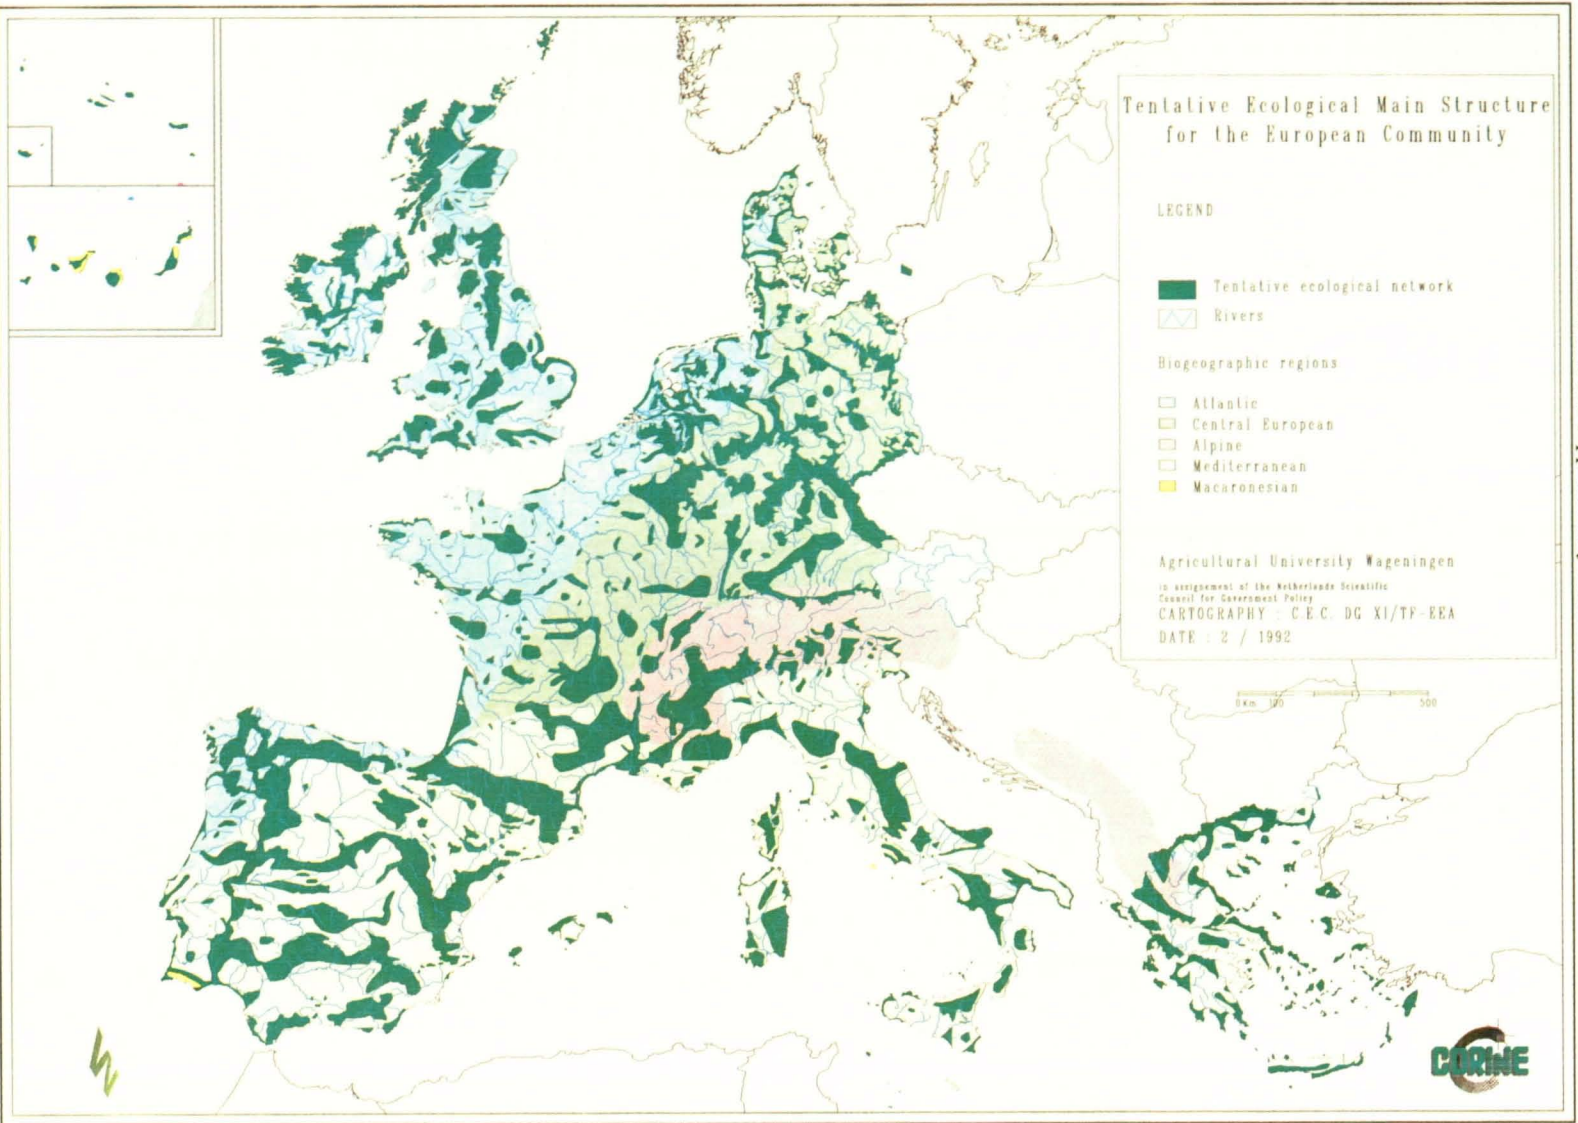 Tentative Ecological Main Structure
for the European Community
LEGEND
Tentative ecological network
Rivers
Biogeographic regions
Atlantic
Central European
Alpine
Mediterranean
Macaronesian
Agricultural University Wageningen
in assignement of the Netherlands Scientific
Council for Government Policy
CARTOGRAPHY : C.E.C. DG XI/TF-EEA
DATE : 2 / 1992
0 Km 100 500
CORINE